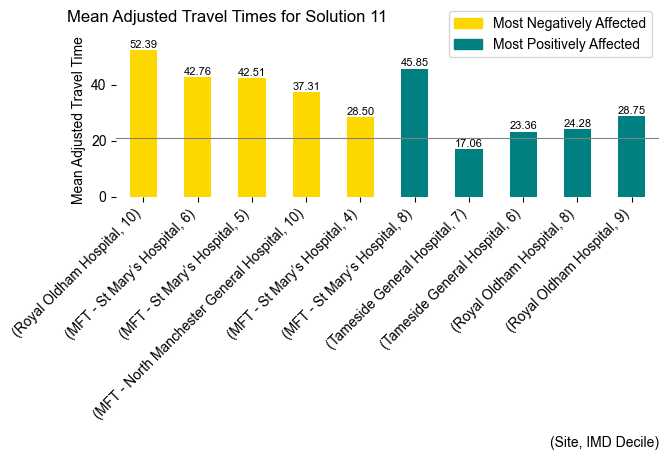 Mean Adjusted Travel Times for Solution 11
Most Negatively Affected
Most Positively Affected
Mean Adjusted Travel Time
40
20
0
52.39
42.76
42.51
37.31
28.50
45.85
17.06
23.36
24.28
28.75
(Royal Oldham Hospital, 10)
(MFT - St Mary's Hospital, 6)
(MFT - St Mary's Hospital, 5)
(MFT - North Manchester General Hospital, 10)
(MFT - St Mary's Hospital, 4)
(MFT - St Mary's Hospital, 8)
(Tameside General Hospital, 7)
(Tameside General Hospital, 6)
(Royal Oldham Hospital, 8)
(Royal Oldham Hospital, 9)
(Site, IMD Decile)